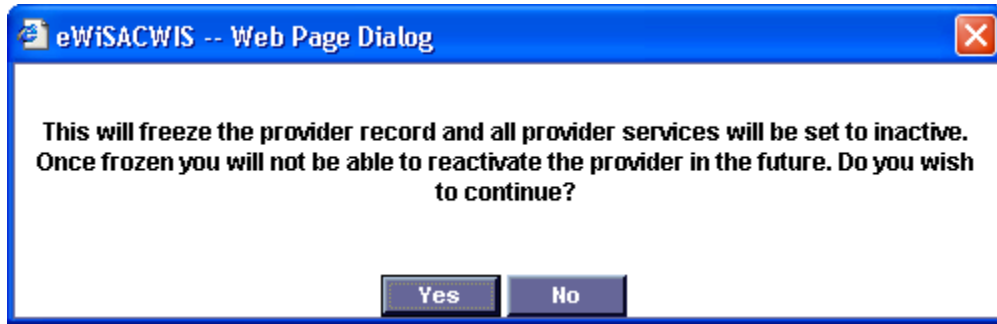 eWiSACWIS -- Web Page Dialog
This will freeze the provider record and all provider services will be set to inactive.
Once frozen you will not be able to reactivate the provider in the future. Do you wish
to continue?
Yes No